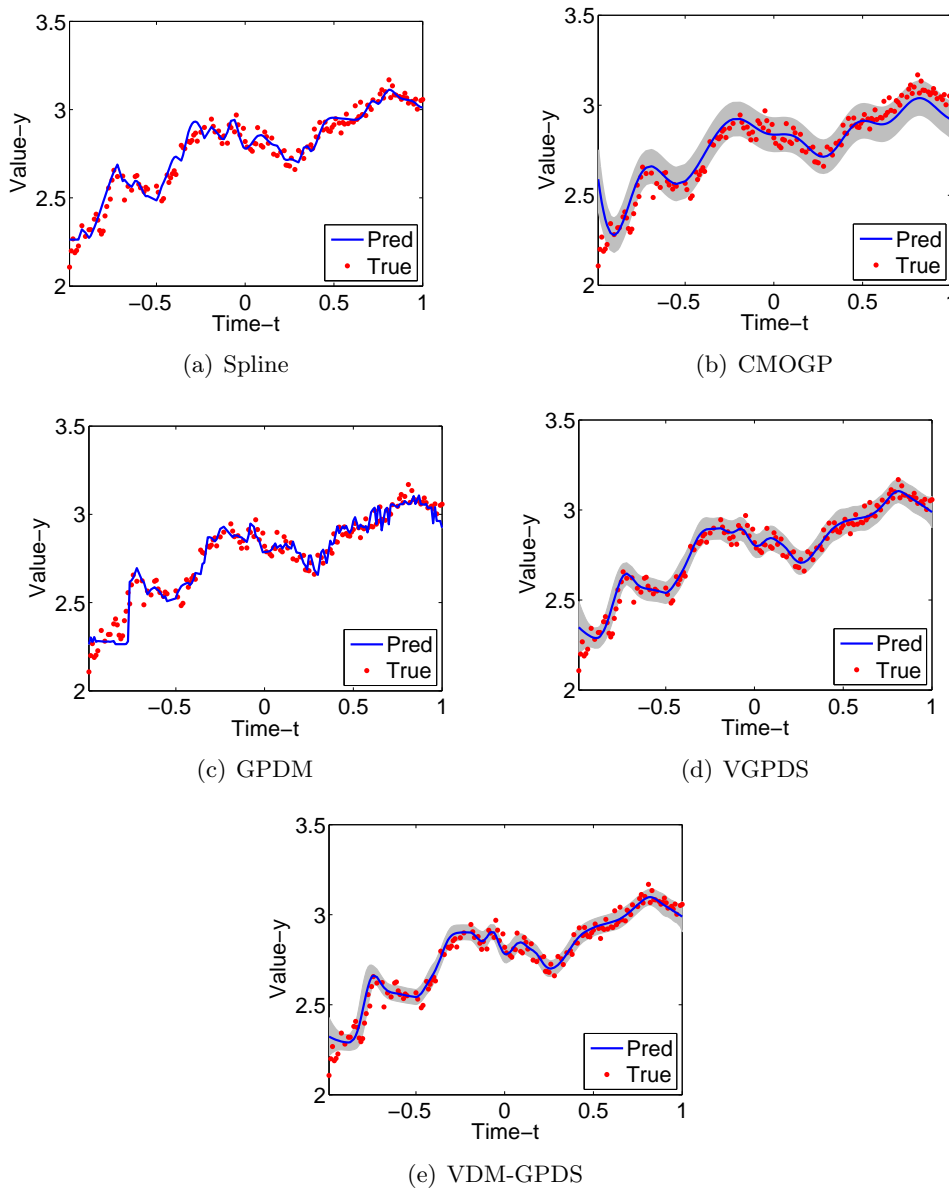 3.5
3
2.5
2
Value-y
−0.5 0 0.5 1
Time-t
Pred
True
(a) Spline
3.5
3
2.5
2
Value-y
−0.5 0 0.5 1
Time-t
Pred
True
(b) CMOGP
3.5
3
2.5
2
Value-y
−0.5 0 0.5 1
Time-t
Pred
True
(c) GPDM
3.5
3
2.5
2
Value-y
−0.5 0 0.5 1
Time-t
Pred
True
(d) VGPDS
3.5
3
2.5
2
Value-y
−0.5 0 0.5 1
Time-t
Pred
True
(e) VDM-GPDS